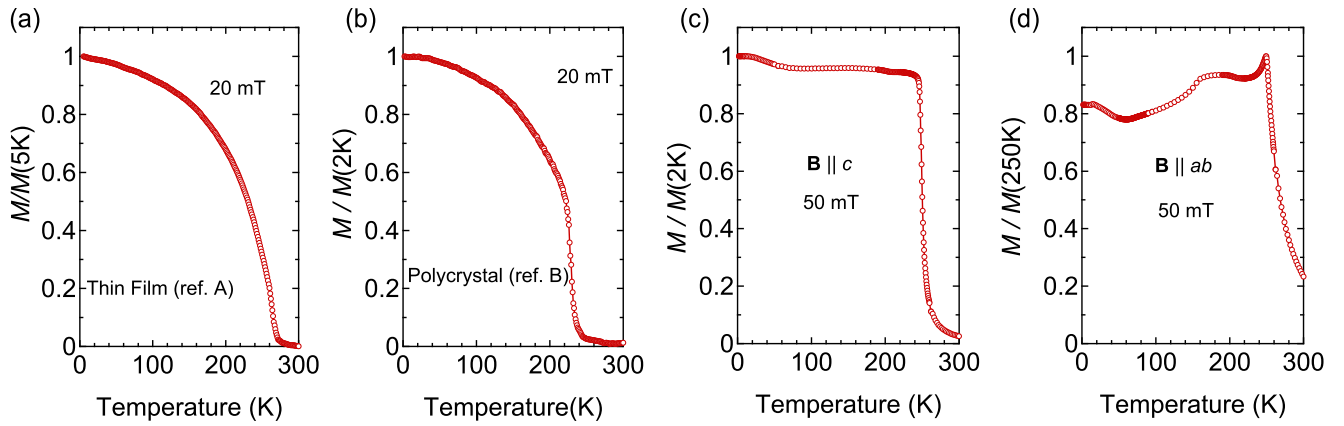 (a)
1
0.8
0.6
0.4
0.2
0
M/M(5K)
20 mT
Thin Film (ref. A)
0 100 200 300
Temperature (K)
(b)
1
0.8
0.6
0.4
0.2
0
M / M(2K)
20 mT
Polycrystal (ref. B)
0 100 200 300
Temperature(K)
(c)
1
0.8
0.6
0.4
0.2
0
M / M(2K)
B || c
50 mT
0 100 200 300
Temperature (K)
(d)
1
0.8
0.6
0.4
0.2
0
M / M(250K)
B || ab
50 mT
0 100 200 300
Temperature (K)